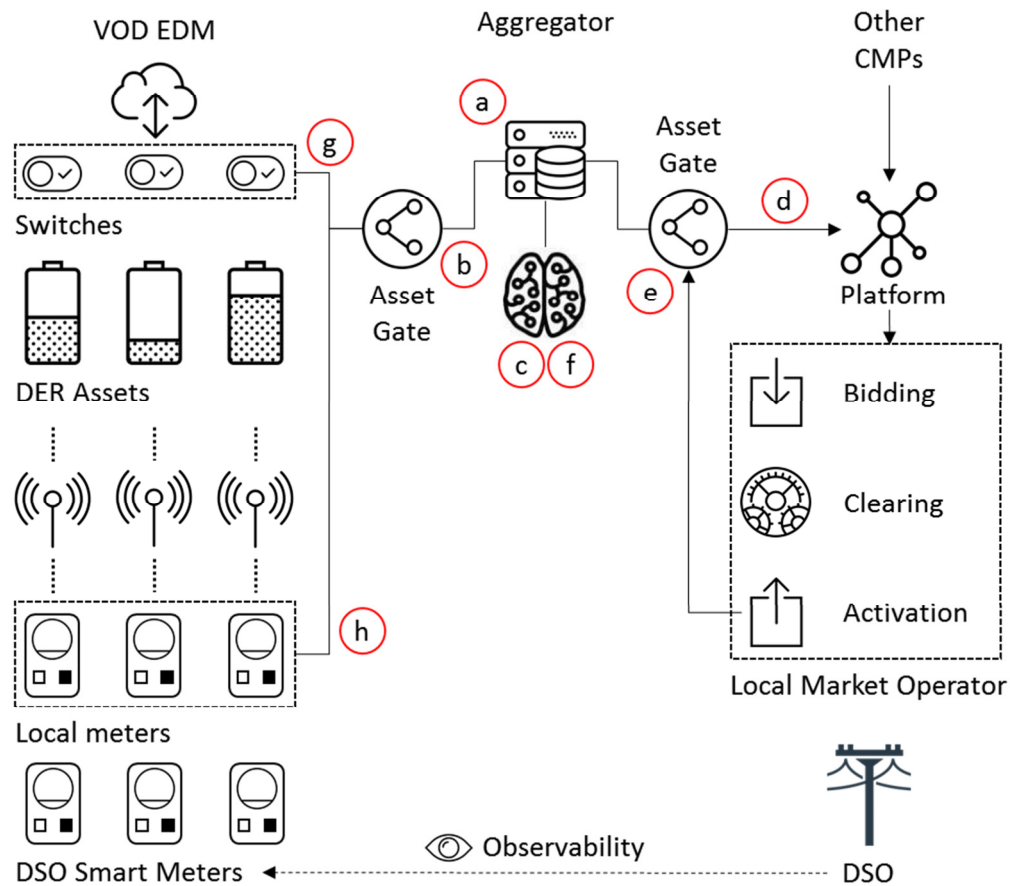 VOD EDM
Aggregator
Other
CMPs
a
Asset
Gate
g
d
Switches
b
e
Asset
Gate
Platform
c
f
DER Assets
Bidding
Clearing
h
Activation
Local Market Operator
Local meters
Observability
DSO Smart Meters
DSO